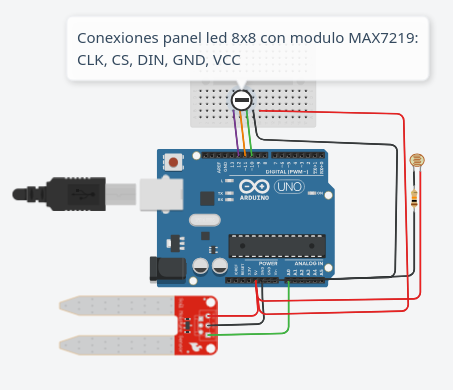 Conexiones panel led 8x8 con modulo MAX7219:
CLK, CS, DIN, GND, VCC
DIGITAL (PWM~)
UNO
ARDUINO
POWER
ANALOG IN